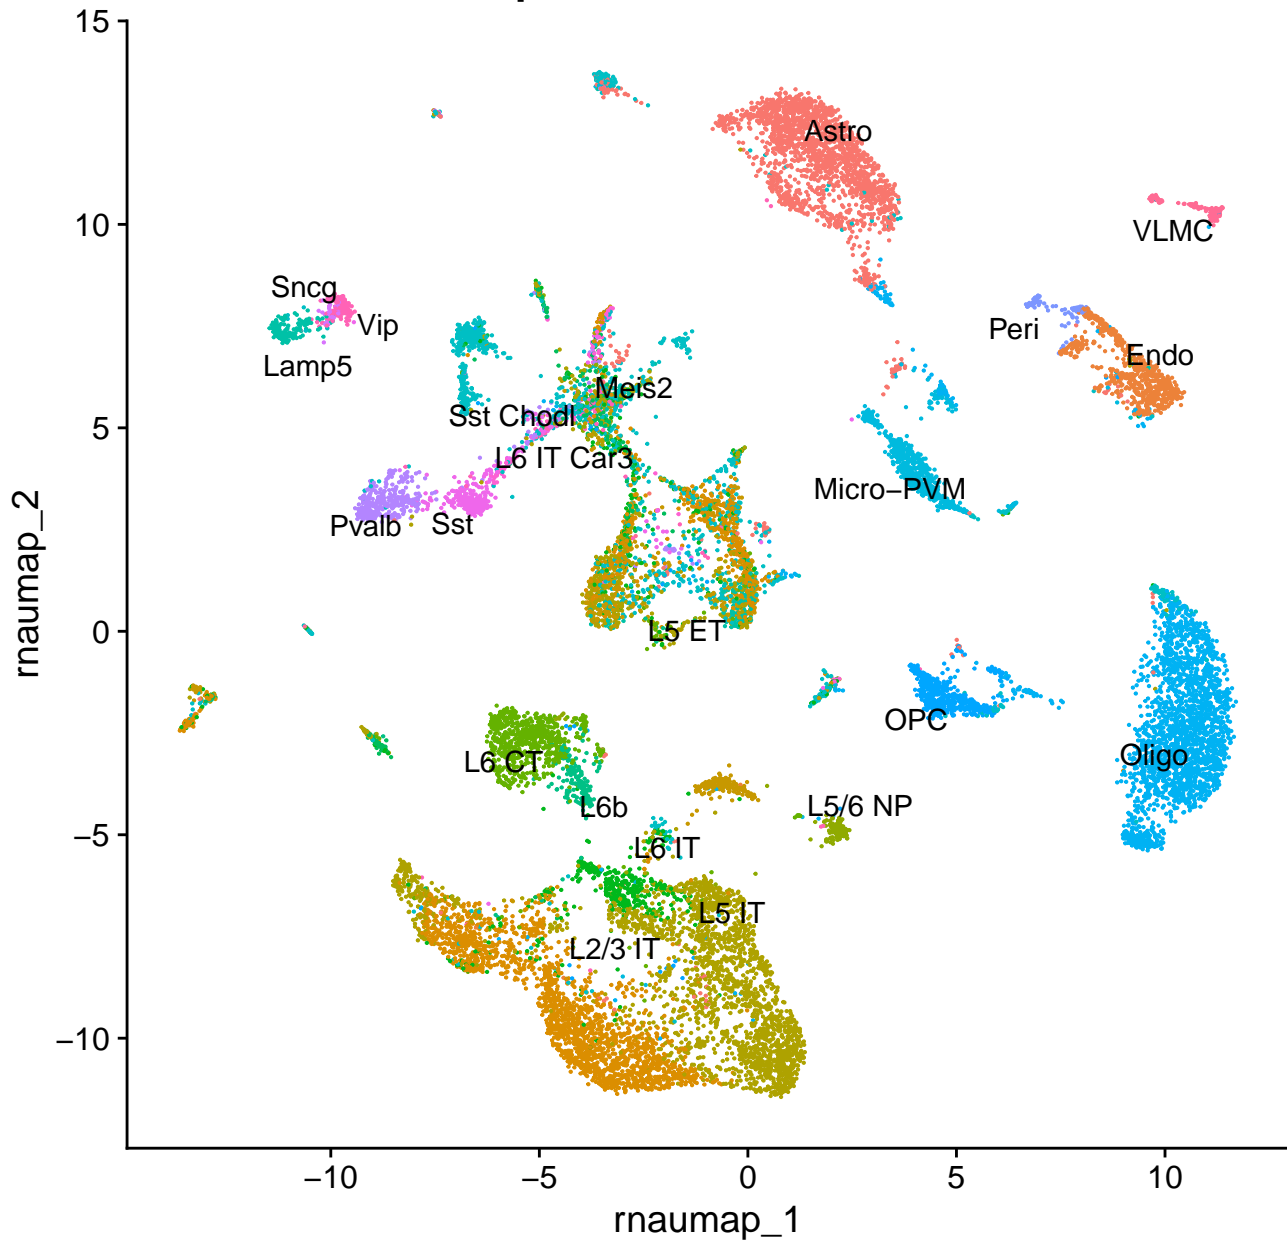 15
10
5
0
−5
−10
rnaumap_2
Astro
VLMC
Sncg
Vip
Lamp5
Peri
Endo
Meis2
Sst Chodl
L6 IT Car3
Micro−PVM
Pvalb
Sst
L5 ET
OPC
Oligo
L6 CT
L6b
L5/6 NP
L6 IT
L5 IT
L2/3 IT
−10
−5
0
5
10
rnaumap_1